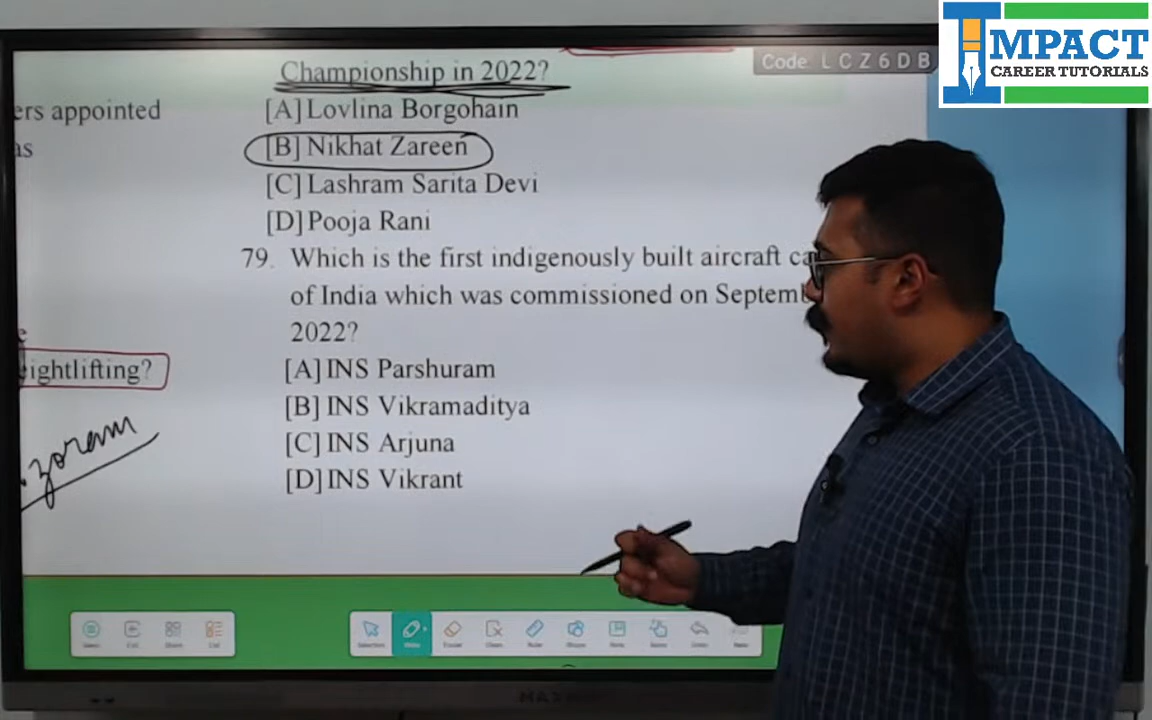 IMPACT
CAREER TUTORIALS
Code: L C Z 6 D B
Championship in 2022?
[A] Lovlina Borgohain
[B] Nikhat Zareen
[C] Lashram Sarita Devi
[D] Pooja Rani
79. Which is the first indigenously built aircraft ca
of India which was commissioned on Septemb
2022?
[A] INS Parshuram
[B] INS Vikramaditya
[C] INS Arjuna
[D] INS Vikrant
ers appointed
as
e
eightlifting?
zoram